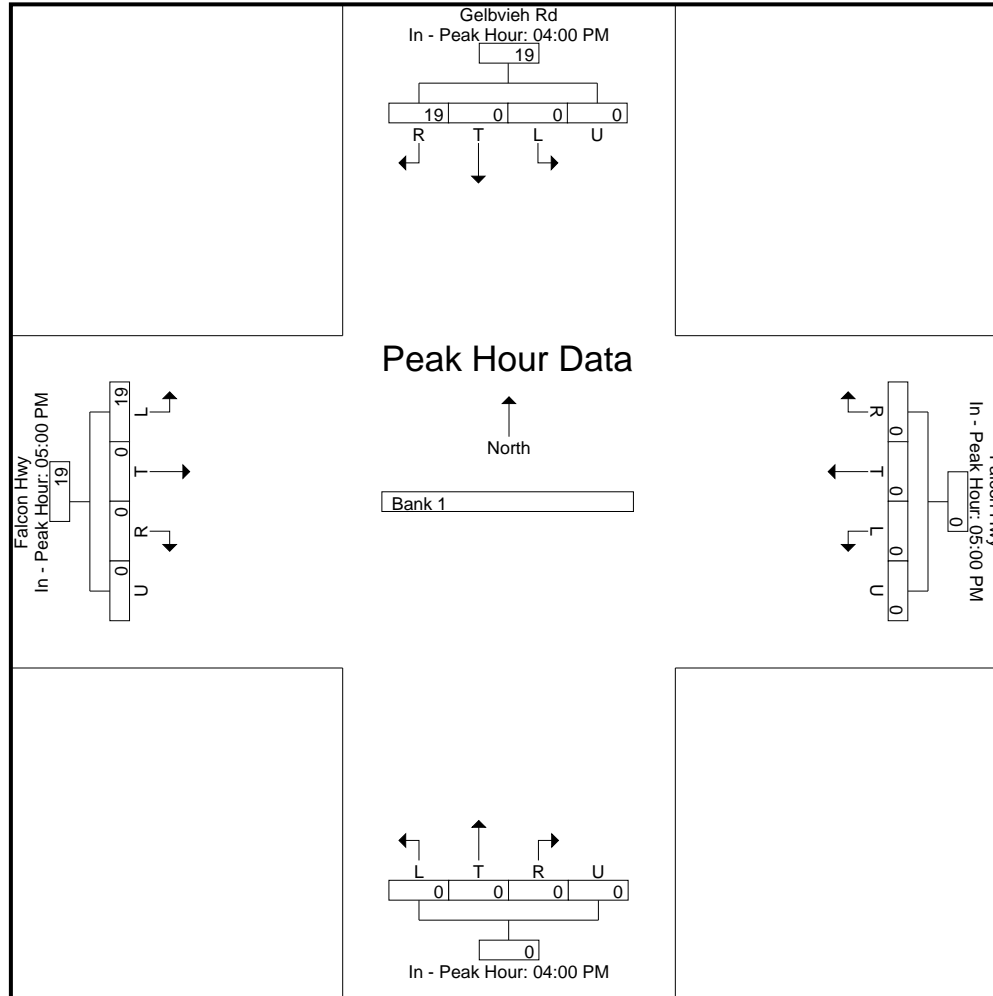 Gelbvieh Rd
In - Peak Hour: 04:00 PM
19
19 0 0 0
R T L U
Peak Hour Data
North
Bank 1
Falcon Hwy
In - Peak Hour: 05:00 PM
19
19 0 0 0
L T R U
R T L U
0 0 0 0
0
In - Peak Hour: 05:00 PM
Hwy
L T R U
0 0 0 0
0
In - Peak Hour: 04:00 PM